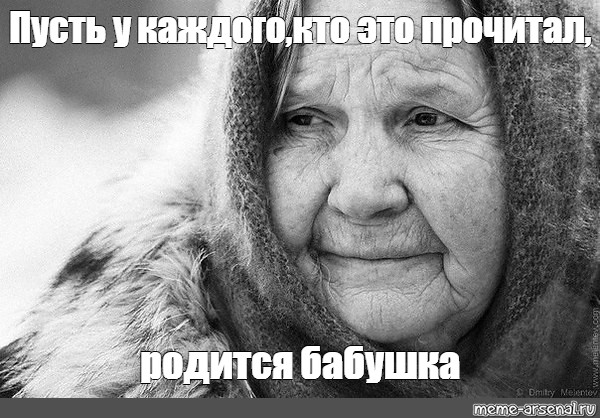 Пусть у каждого,кто это прочитал,
родится бабушка
© Dmitry Melentev
meme-arsenal.ru